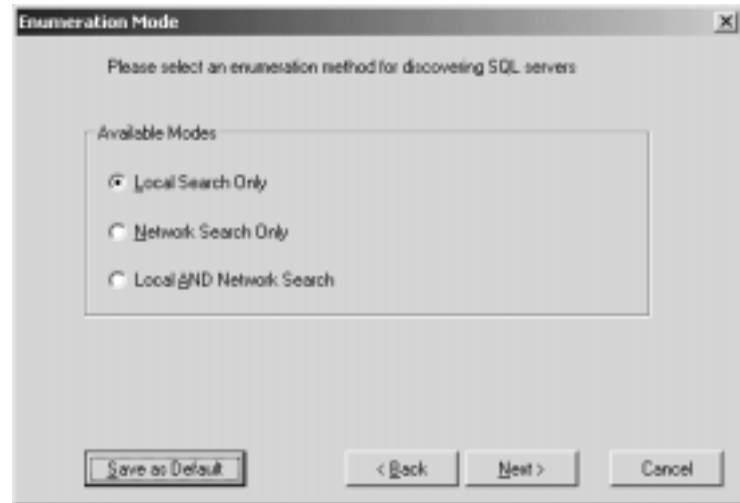 Enumeration Mode
Please select an enumeration method for discovering SQL servers
Available Modes
Local Search Only
Network Search Only
Local AND Network Search
Save as Default
< Back
Next >
Cancel